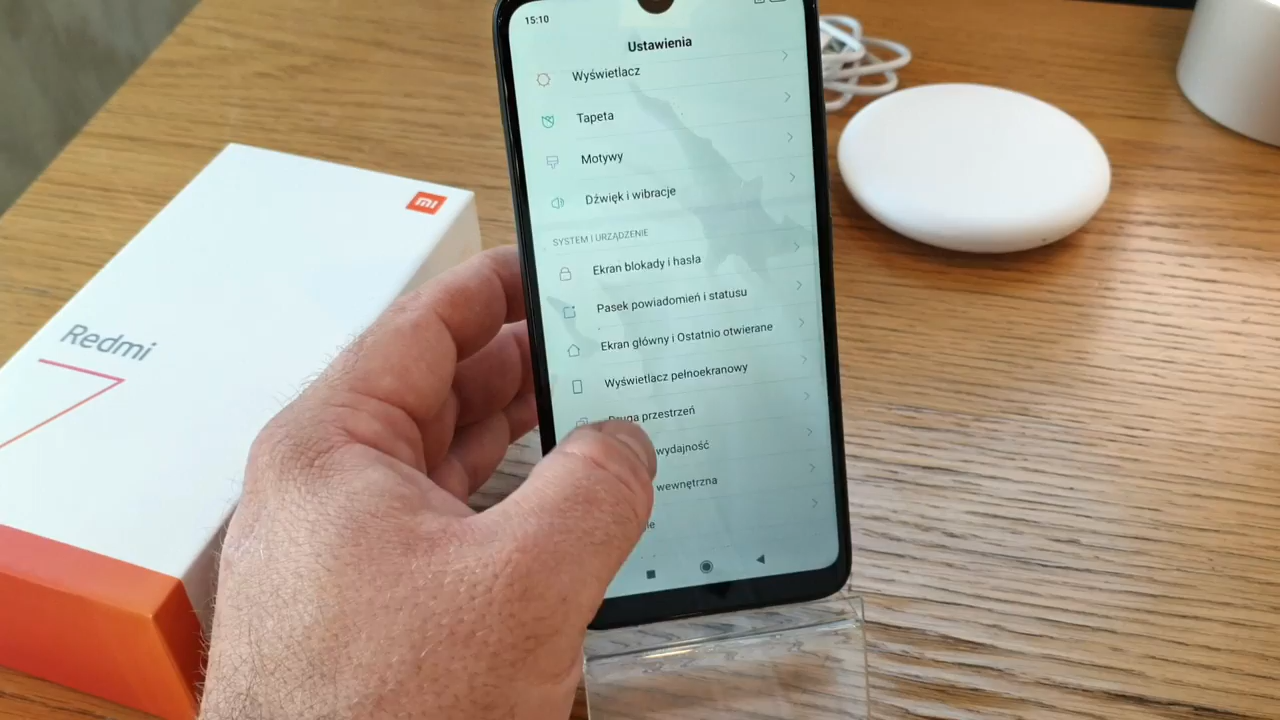 15:10
Ustawienia
Wyświetlacz
Tapeta
Motywy
Dźwięk i wibracje
SYSTEM I URZĄDZENIE
Ekran blokady i hasła
Pasek powiadomień i statusu
Ekran główny i Ostatnio otwierane
Wyświetlacz pełnoekranowy
Druga przestrzeń
wydajność
wewnętrzna
mi
Redmi
7